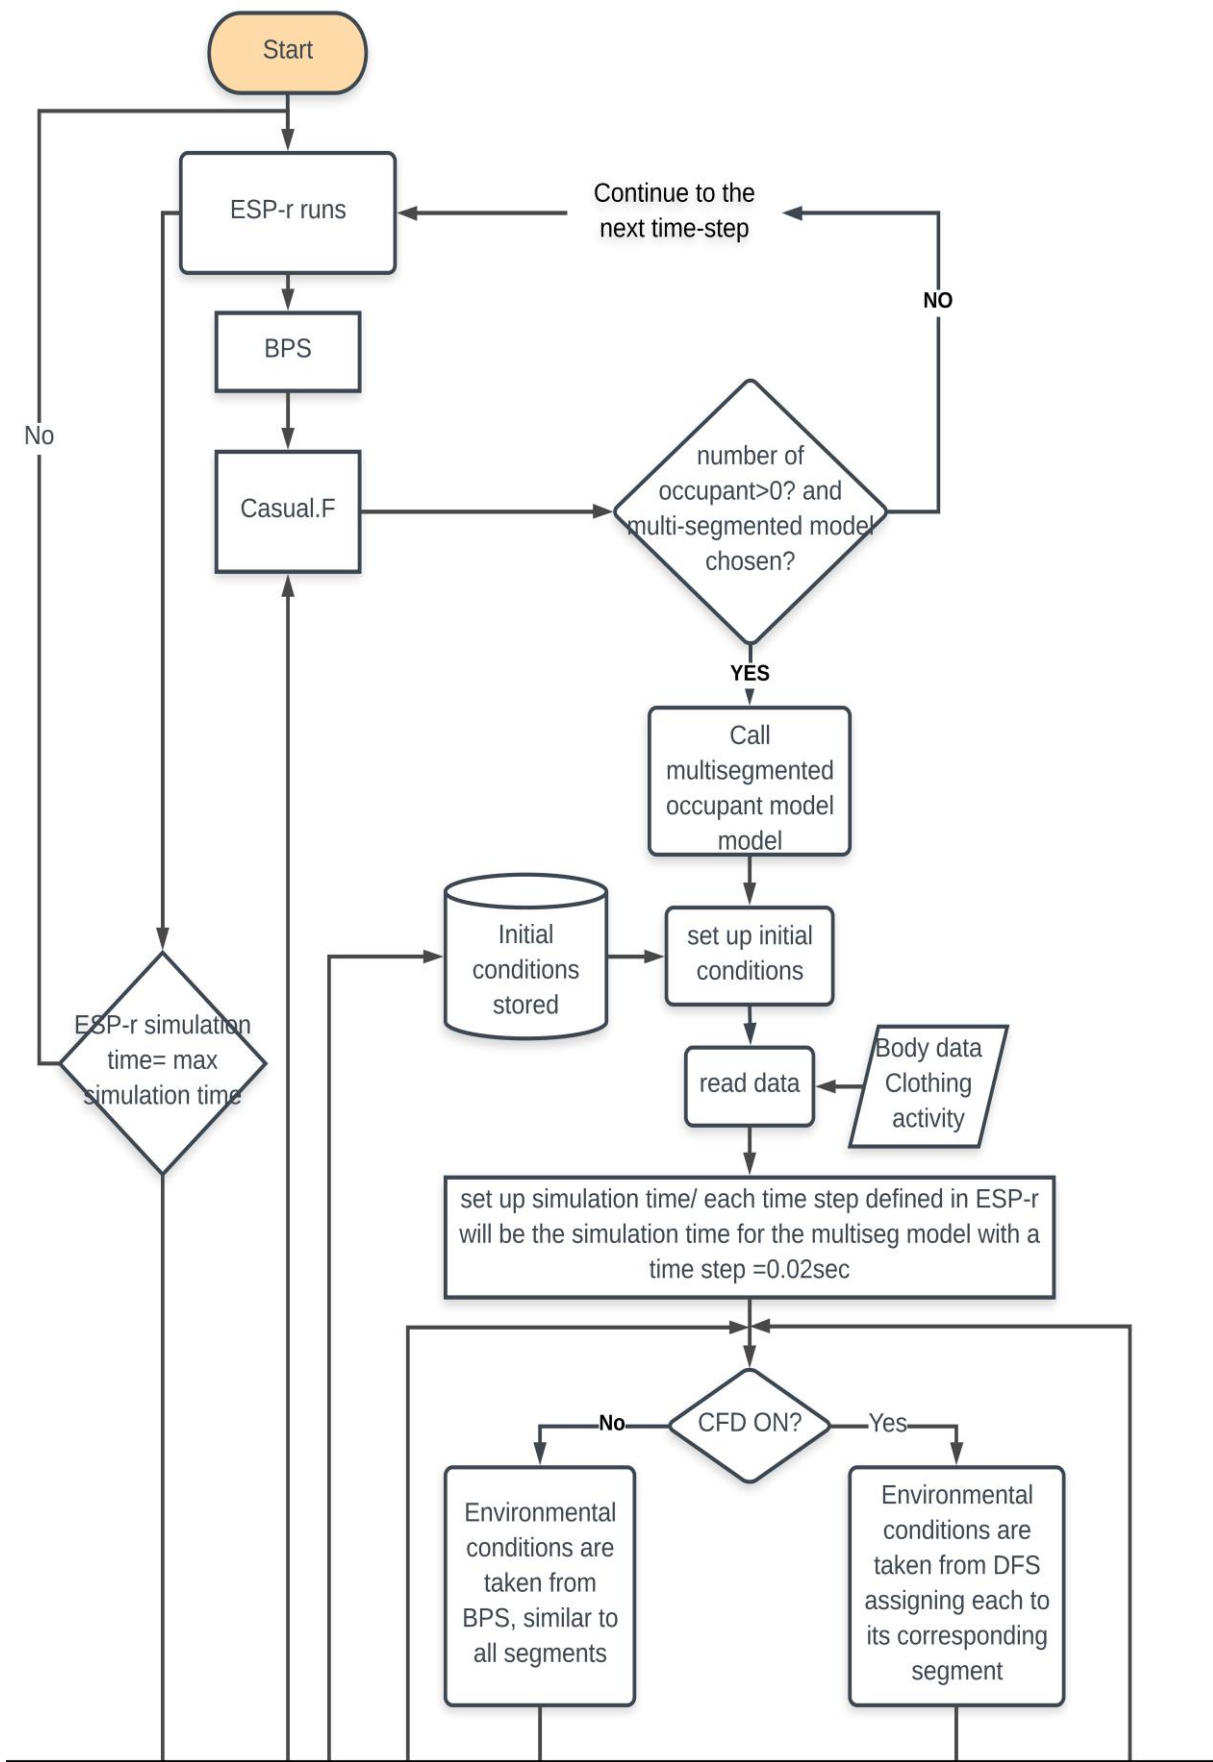 Start
ESP-r runs
Continue to the
next time-step
NO
BPS
No
number of
occupant>0? and
multi-segmented model
chosen?
Casual.F
YES
Call
multisegmented
occupant model
model
Initial
conditions
stored
set up initial
conditions
ESP-r simulation
time= max
simulation time
read data
Body data
Clothing
activity
set up simulation time/ each time step defined in ESP-r
will be the simulation time for the multiseg model with a
time step =0.02sec
CFD ON?
No
Yes
Environmental
conditions are
taken from
BPS, similar to
all segments
Environmental
conditions are
taken from DFS
assigning each to
its corresponding
segment